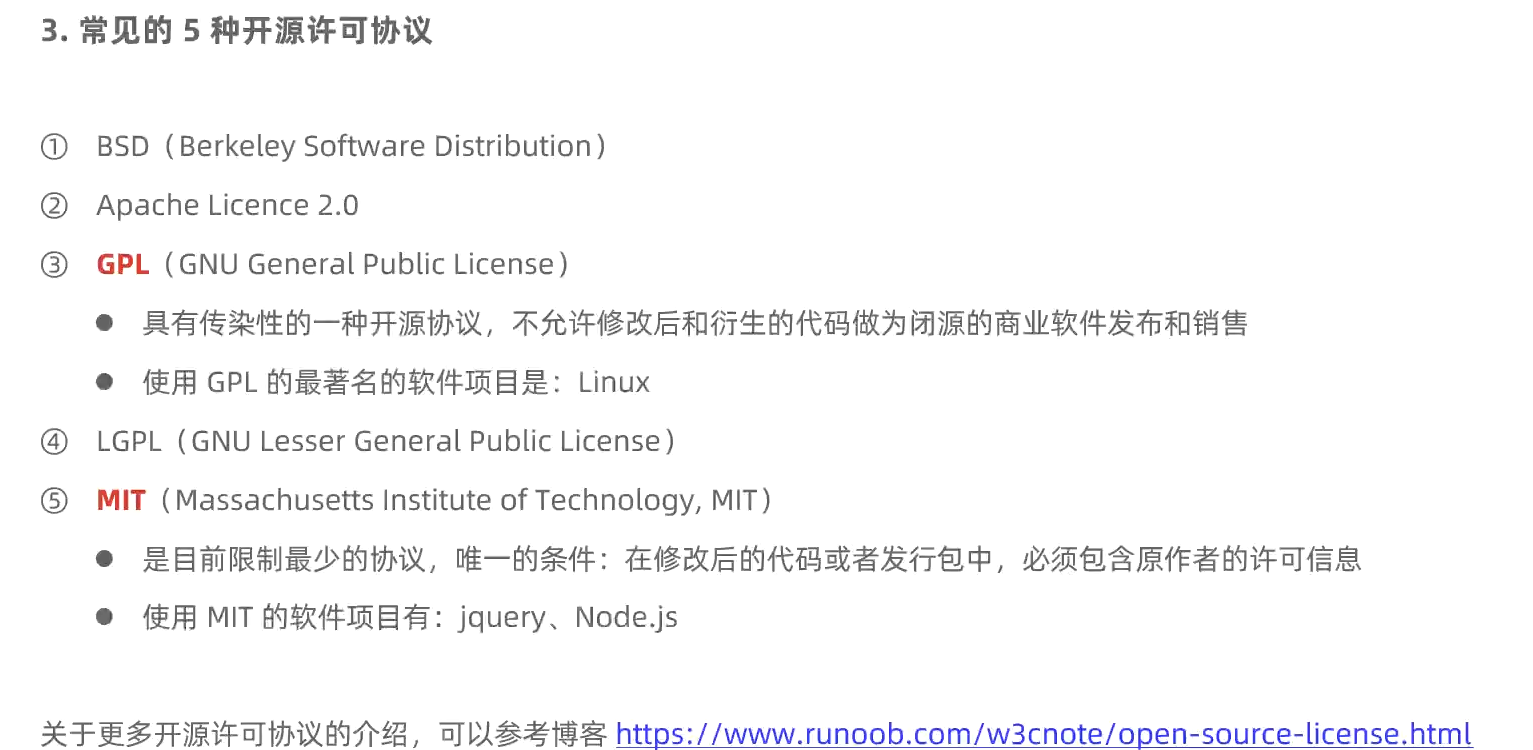 3. 常见的 5 种开源许可协议
① BSD（Berkeley Software Distribution）
② Apache Licence 2.0
③ GPL（GNU General Public License）
● 具有传染性的一种开源协议，不允许修改后和衍生的代码做为闭源的商业软件发布和销售
● 使用 GPL 的最著名的软件项目是：Linux
④ LGPL（GNU Lesser General Public License）
⑤ MIT（Massachusetts Institute of Technology, MIT）
● 是目前限制最少的协议，唯一的条件：在修改后的代码或者发行包中，必须包含原作者的许可信息
● 使用 MIT 的软件项目有：jquery、Node.js
关于更多开源许可协议的介绍，可以参考博客 https://www.runoob.com/w3cnote/open-source-license.html